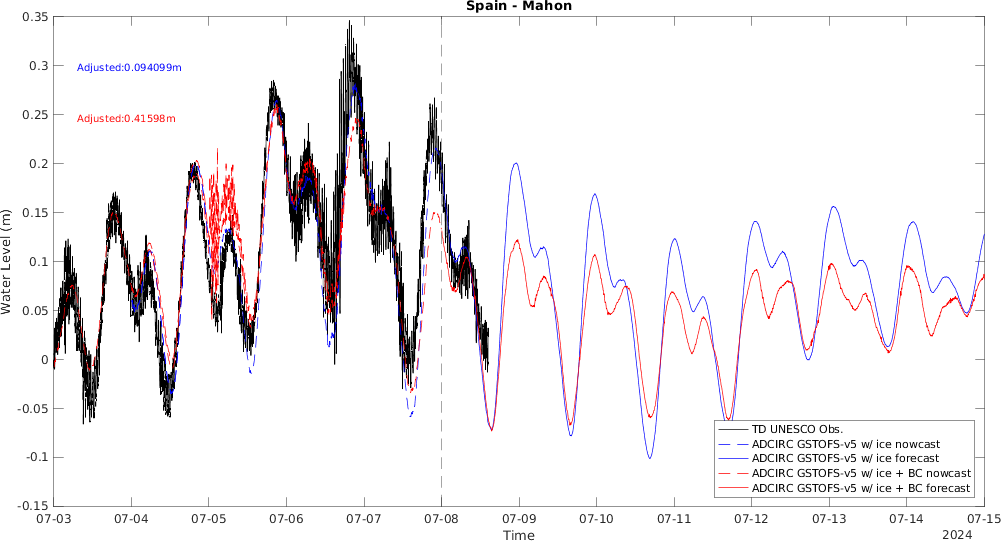 Spain - Mahon
0.35
0.3
0.25
0.2
0.15
0.1
0.05
0
-0.05
-0.1
-0.15
Water Level (m)
Adjusted:0.094099m
Adjusted:0.41598m
TD UNESCO Obs.
ADCIRC GSTOFS-v5 w/ ice nowcast
ADCIRC GSTOFS-v5 w/ ice forecast
ADCIRC GSTOFS-v5 w/ ice + BC nowcast
ADCIRC GSTOFS-v5 w/ ice + BC forecast
07-03 07-04 07-05 07-06 07-07 07-08 07-09 07-10 07-11 07-12 07-13 07-14 07-15
Time
2024